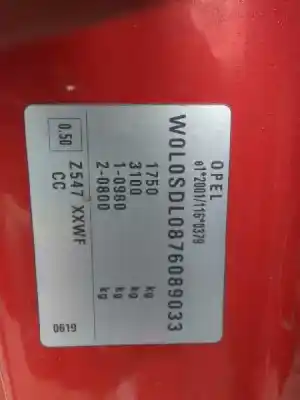 OPEL
e1*2001/116*0379
W0L0SDL0876089033
1750 kg
3100 kg
1-0960 kg
2-0800 kg
0.50
Z547 XXWF
CC
0619